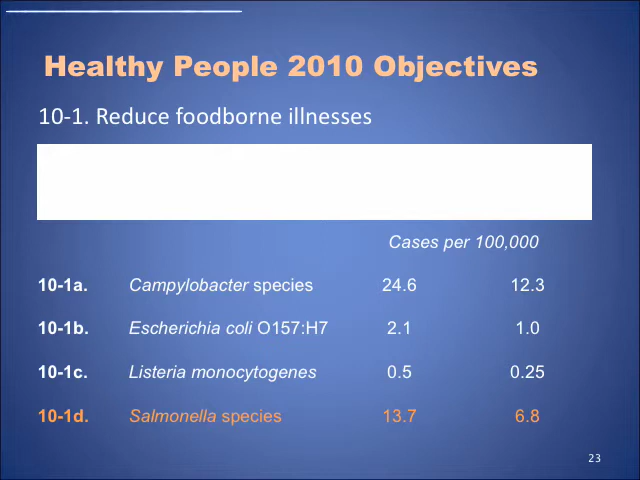 Healthy People 2010 Objectives
10-1. Reduce foodborne illnesses
Cases per 100,000
10-1a. Campylobacter species 24.6 12.3
10-1b. Escherichia coli O157:H7 2.1 1.0
10-1c. Listeria monocytogenes 0.5 0.25
10-1d. Salmonella species 13.7 6.8
23